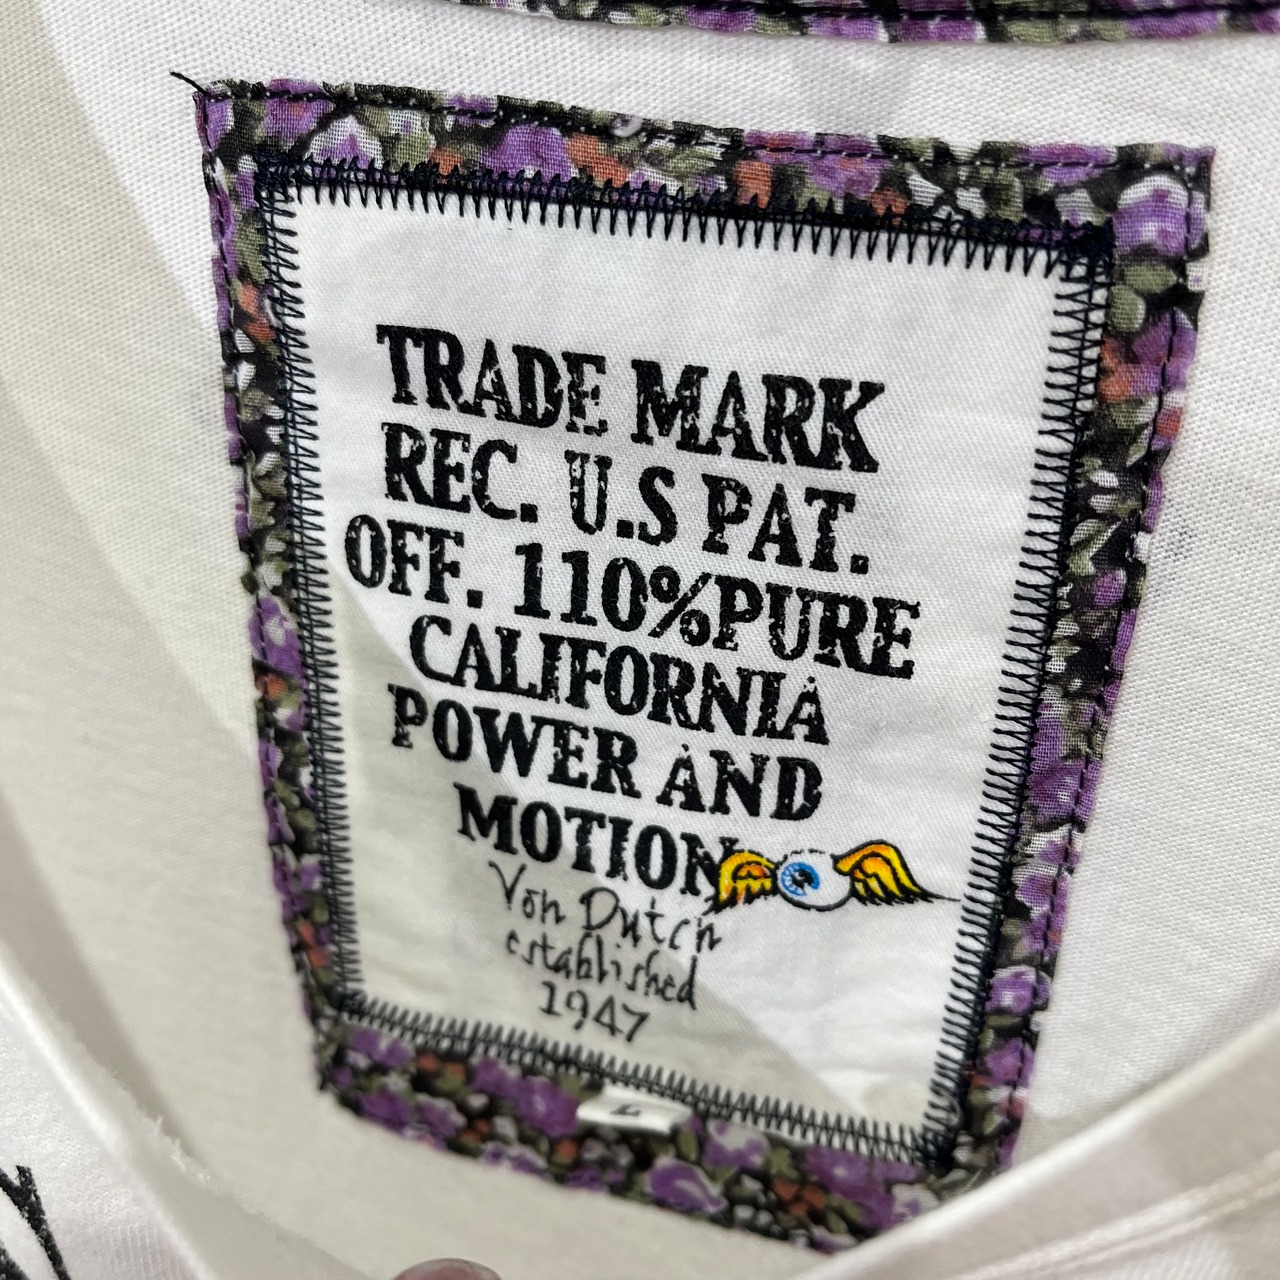 TRADE MARK
REC. U.S PAT.
OFF. 110%PURE
CALIFORNIA
POWER AND
MOTION
Von Dutch
established
1947
L